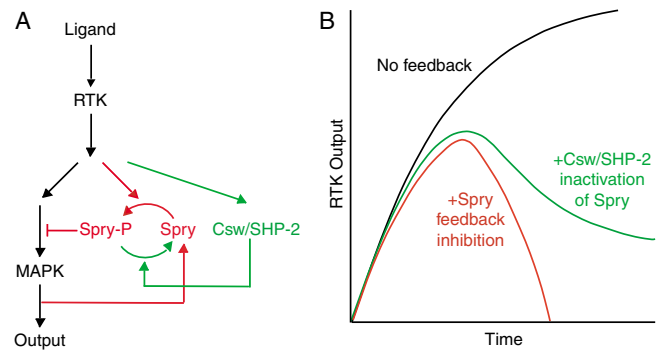 A
Ligand
RTK
Spry-P
Spry
Csw/SHP-2
MAPK
Output
B
No feedback
+Csw/SHP-2
inactivation
of Spry
+Spry
feedback
inhibition
RTK Output
Time